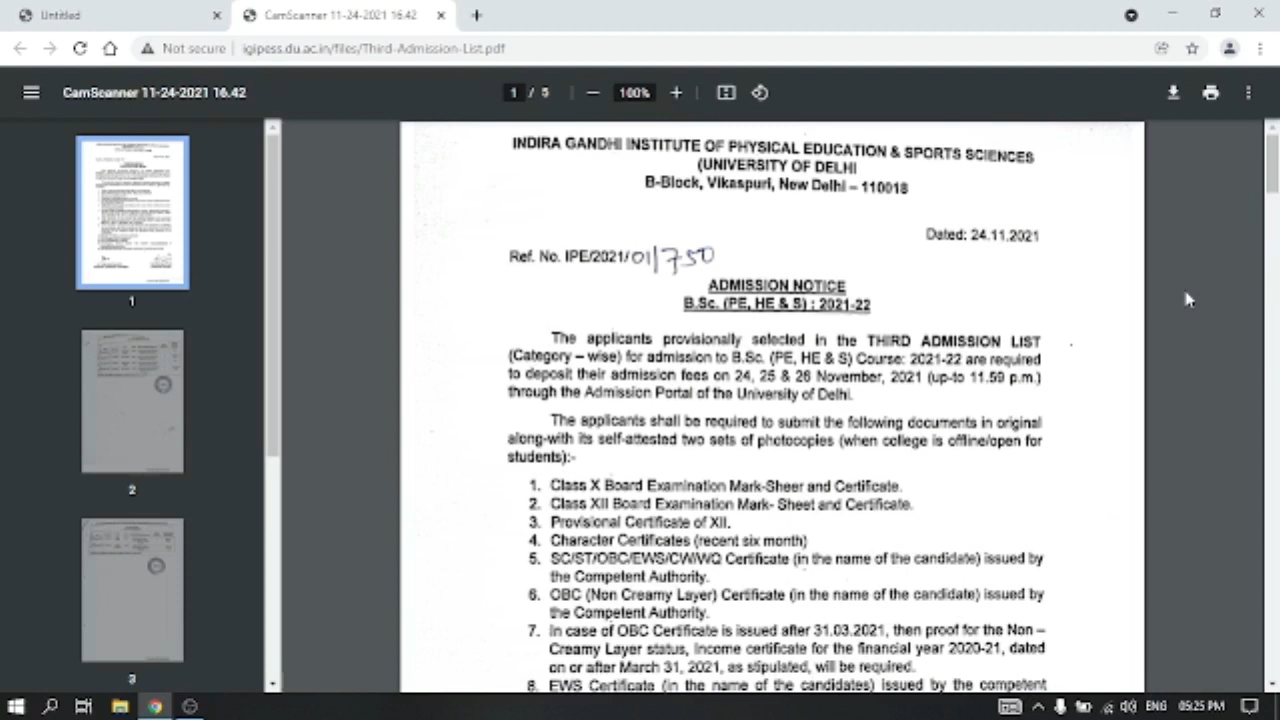 Untitled
CamScanner 11-24-2021 16.42
Not secure
igipess.du.ac.in/files/Third-Admission-List.pdf
CamScanner 11-24-2021 16.42
1 / 5
100%
1
2
3
INDIRA GANDHI INSTITUTE OF PHYSICAL EDUCATION & SPORTS SCIENCES
(UNIVERSITY OF DELHI
B-Block, Vikaspuri, New Delhi – 110018
Dated: 24.11.2021
Ref. No. IPE/2021/01/750
ADMISSION NOTICE
B.Sc. (PE, HE & S) : 2021-22
The applicants provisionally selected in the THIRD ADMISSION LIST
(Category – wise) for admission to B.Sc. (PE, HE & S) Course: 2021-22 are required
to deposit their admission fees on 24, 25 & 26 November, 2021 (up-to 11.59 p.m.)
through the Admission Portal of the University of Delhi.
The applicants shall be required to submit the following documents in original
along-with its self-attested two sets of photocopies (when college is offline/open for
students):-
1. Class X Board Examination Mark-Sheer and Certificate.
2. Class XII Board Examination Mark- Sheet and Certificate.
3. Provisional Certificate of XII.
4. Character Certificates (recent six month)
5. SC/ST/OBC/EWS/CW/WQ Certificate (in the name of the candidate) issued by
the Competent Authority.
6. OBC (Non Creamy Layer) Certificate (in the name of the candidate) issued by
the Competent Authority.
7. In case of OBC Certificate is issued after 31.03.2021, then proof for the Non –
Creamy Layer status, Income certificate for the financial year 2020-21, dated
on or after March 31, 2021, as stipulated, will be required.
8. EWS Certificate (in the name of the candidates) issued by the competent
ENG
05:25 PM